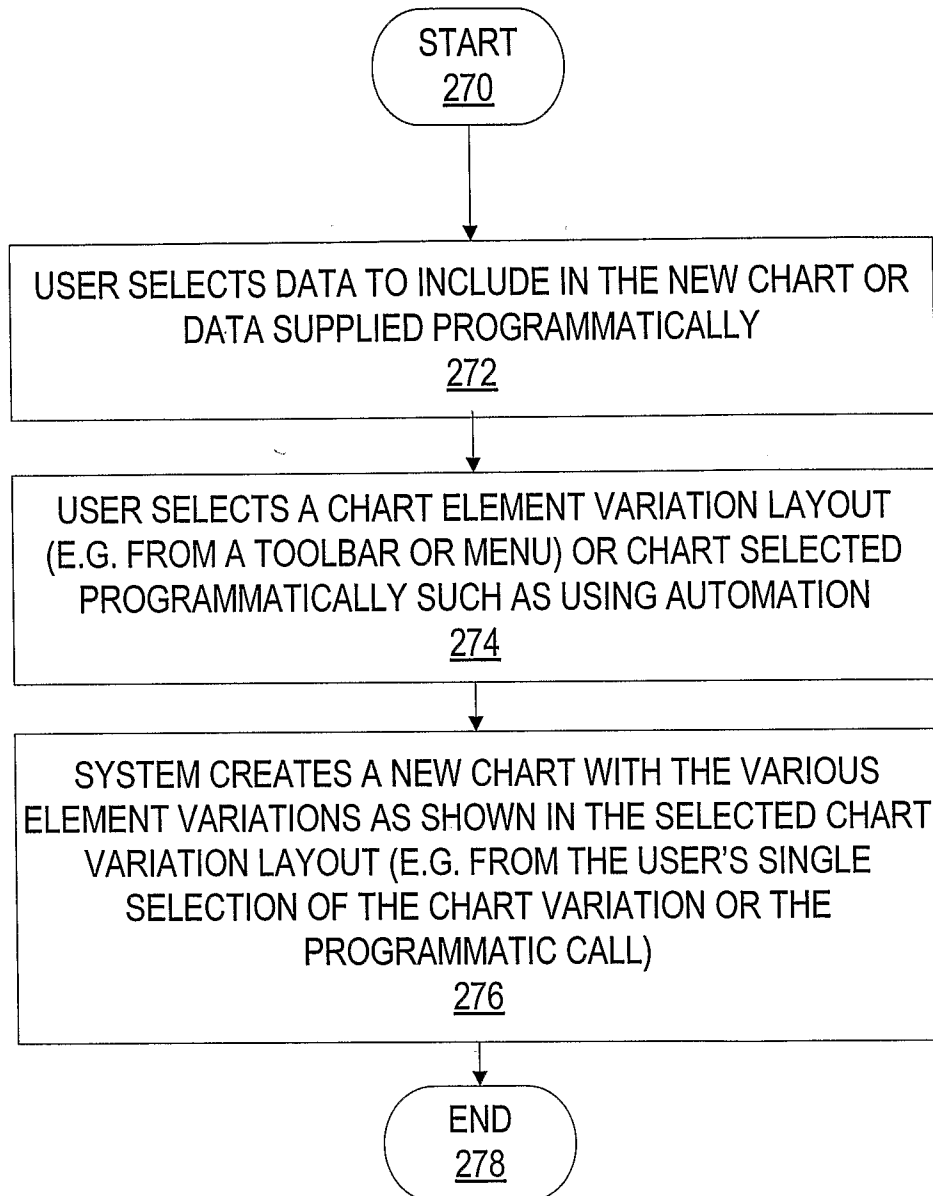 START
270
USER SELECTS DATA TO INCLUDE IN THE NEW CHART OR
DATA SUPPLIED PROGRAMMATICALLY
272
USER SELECTS A CHART ELEMENT VARIATION LAYOUT
(E.G. FROM A TOOLBAR OR MENU) OR CHART SELECTED
PROGRAMMATICALLY SUCH AS USING AUTOMATION
274
SYSTEM CREATES A NEW CHART WITH THE VARIOUS
ELEMENT VARIATIONS AS SHOWN IN THE SELECTED CHART
VARIATION LAYOUT (E.G. FROM THE USER'S SINGLE
SELECTION OF THE CHART VARIATION OR THE
PROGRAMMATIC CALL)
276
END
278